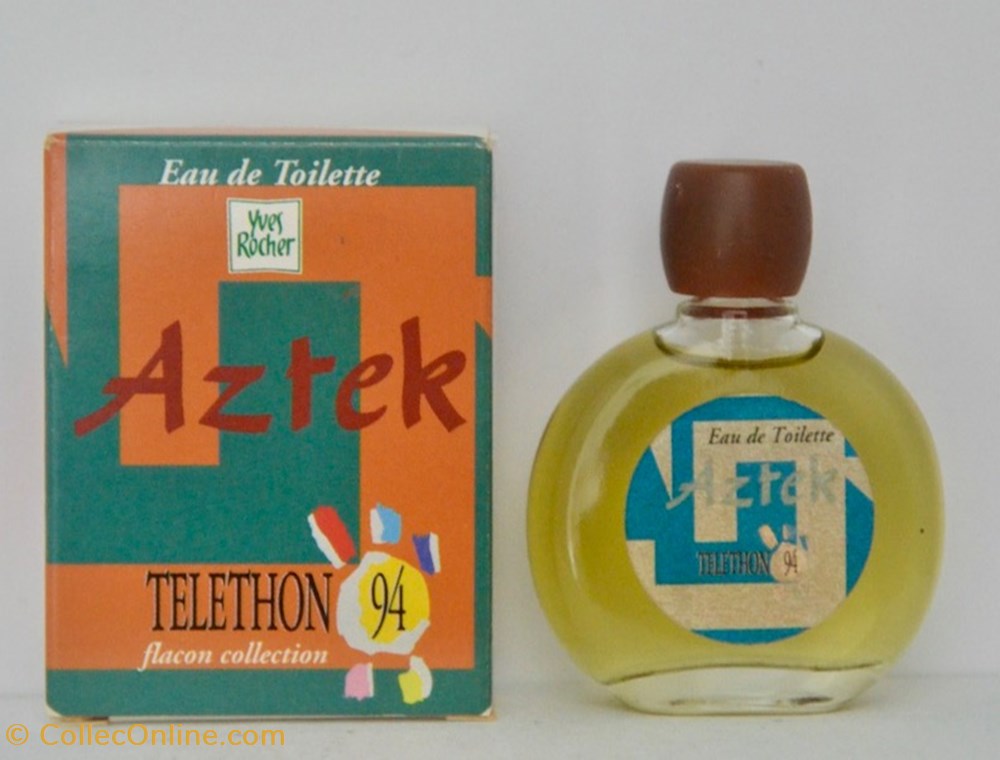 Eau de Toilette
Yves
Rocher
Aztek
TELETHON 94
flacon collection
Eau de Toilette
Aztek
TELETHON 94
© CollecOnline.com